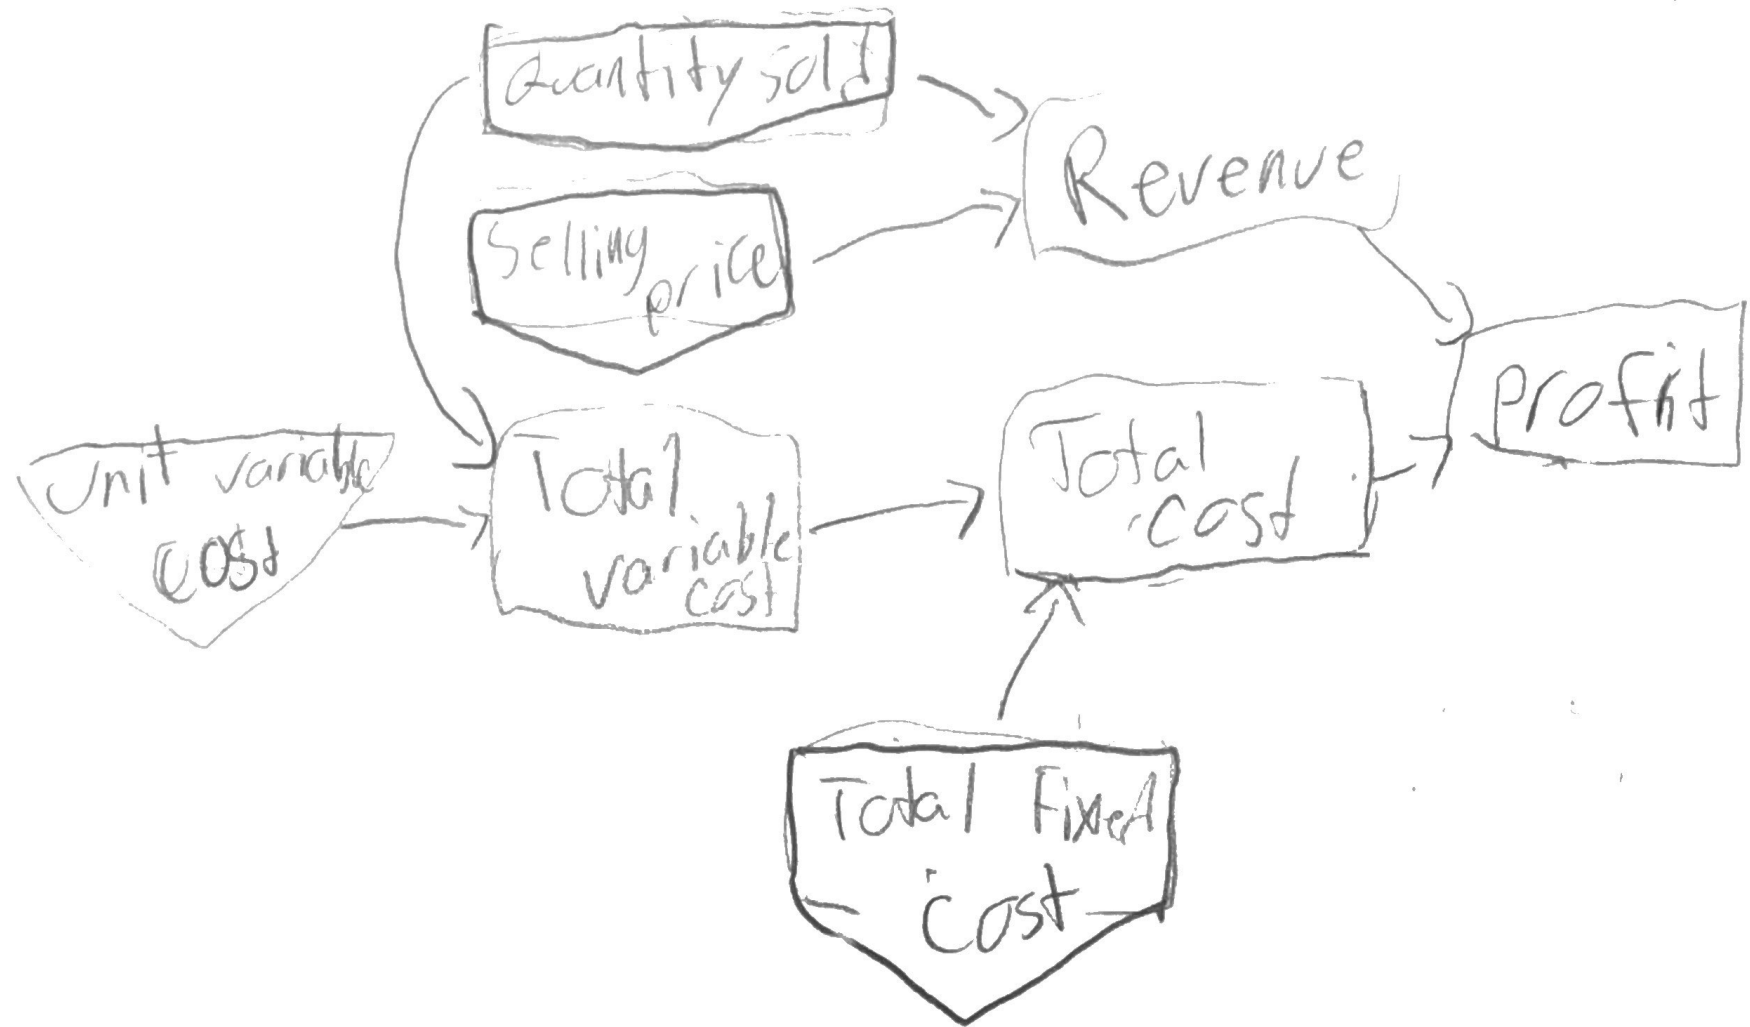 Quantity sold
Revenue
Selling
price
profit
Unit variable
cost
Total
variable
cost
Total
cost
Total Fixed
cost